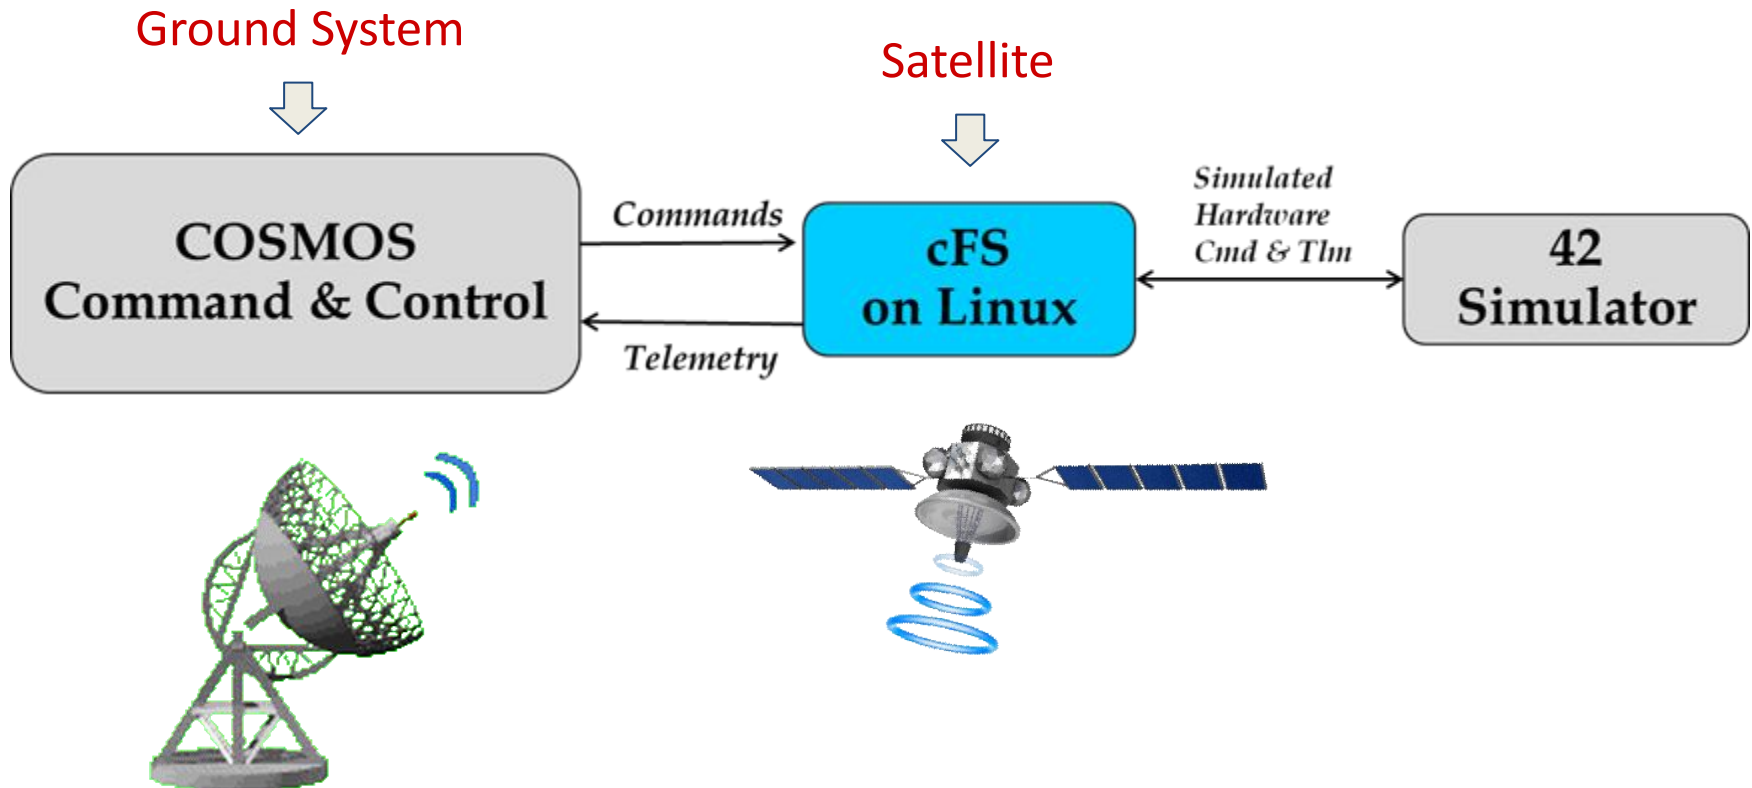 Ground System
Satellite
COSMOS
Command & Control
Commands
Telemetry
cFS
on Linux
Simulated
Hardware
Cmd & Tlm
42
Simulator